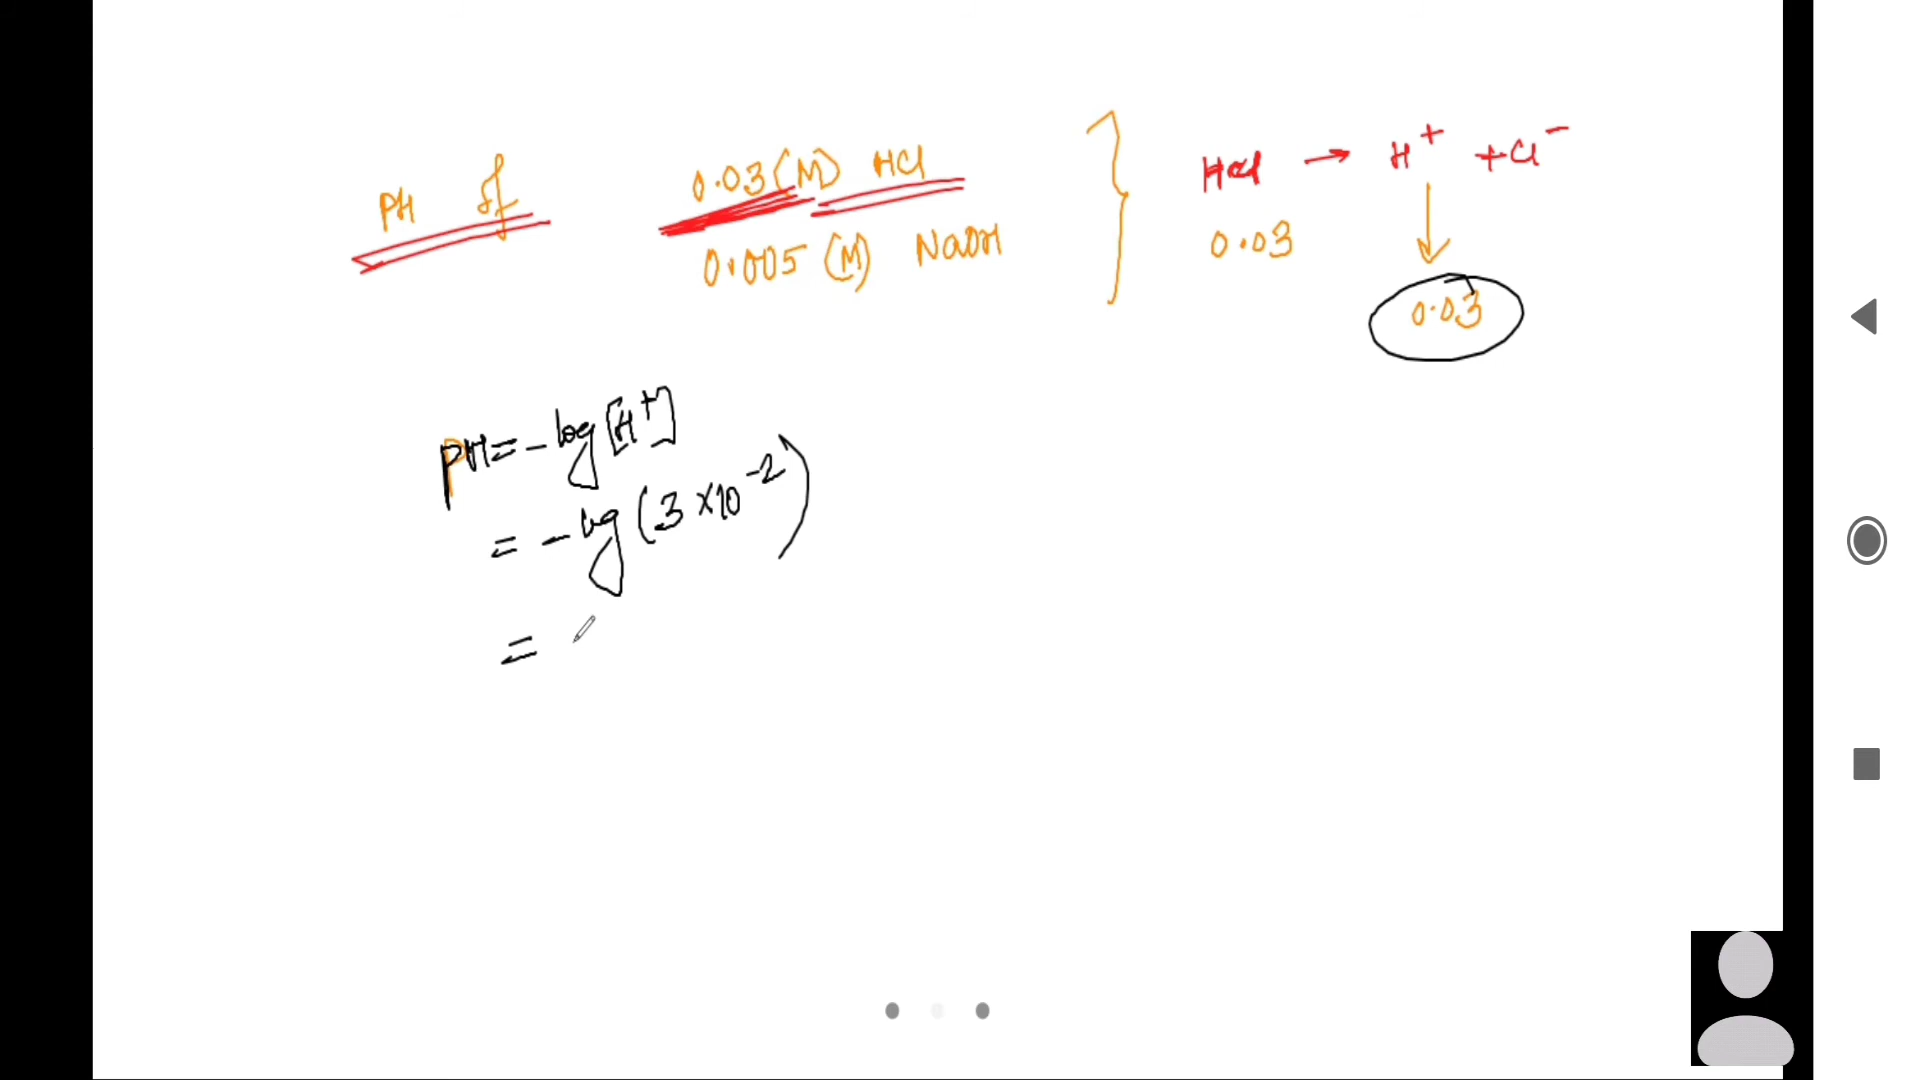 PH of 0.03 (M) HCl
0.005 (M) NaOH
HCl → H⁺ + Cl⁻
0.03
0.03
PH = - log [H⁺]
= - log (3 × 10⁻²)
=